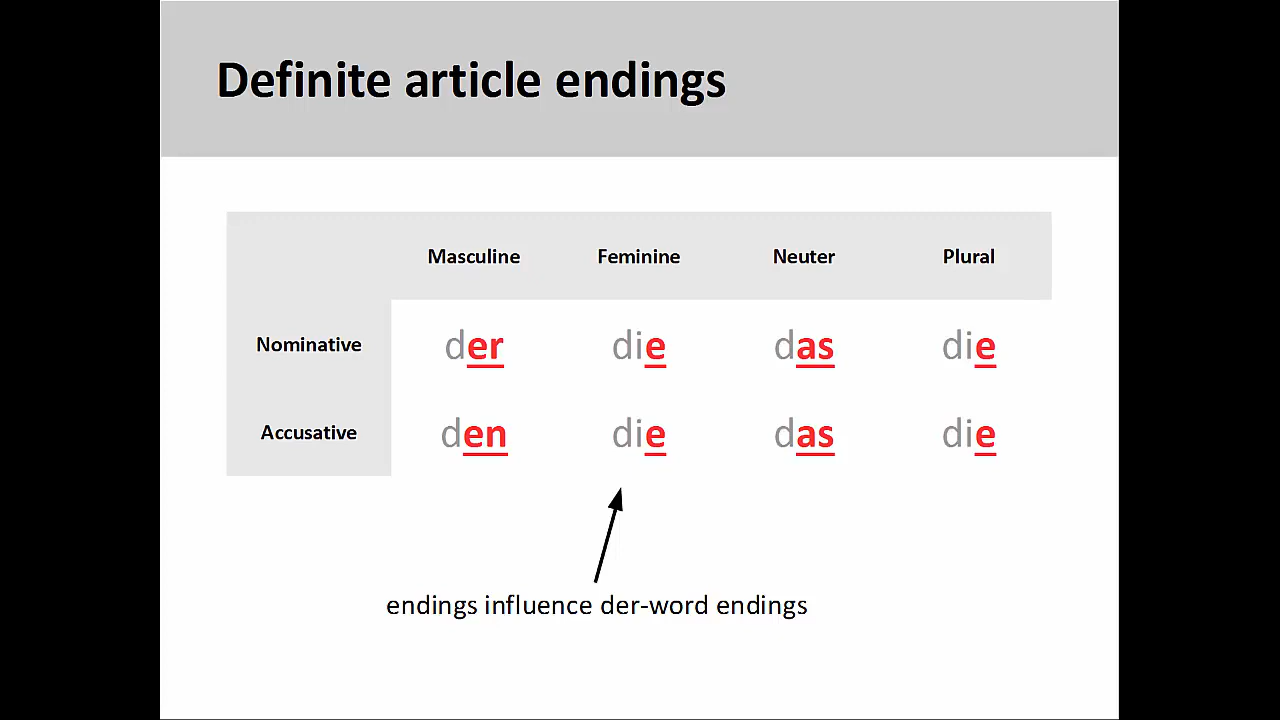 Definite article endings
Masculine Feminine Neuter Plural
Nominative der die das die
Accusative den die das die
endings influence der-word endings